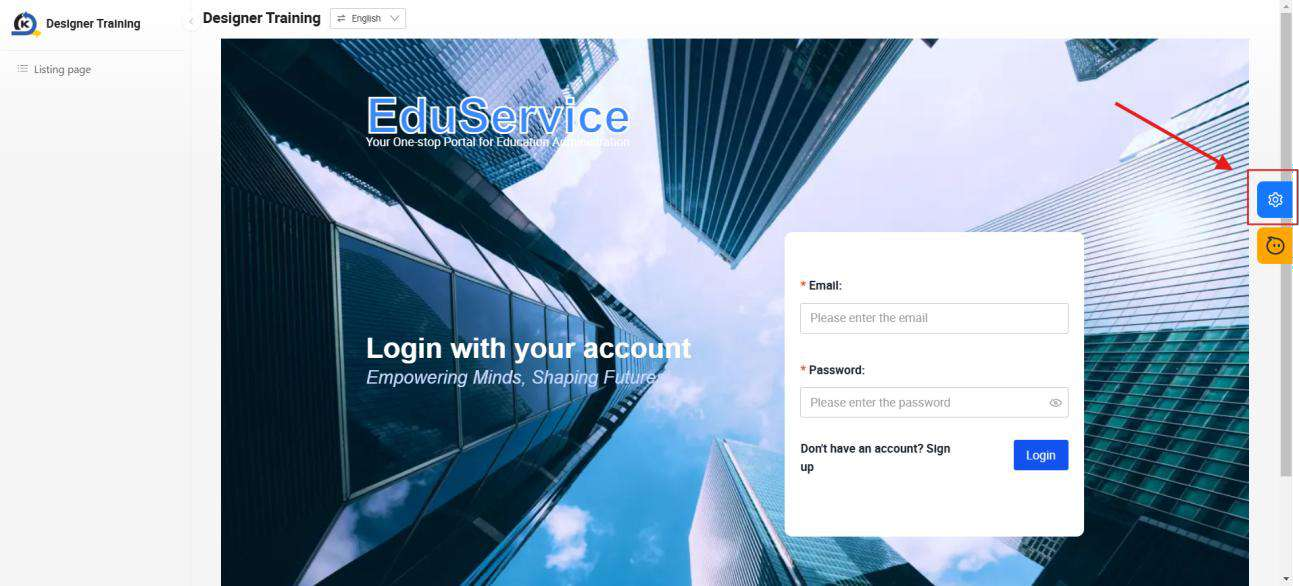 Designer Training
Designer Training
English
Listing page
EduService
Your One-stop Portal for Education Administration
* Email:
Please enter the email
Login with your account
Empowering Minds, Shaping Future
* Password:
Please enter the password
Don't have an account? Sign
up
Login